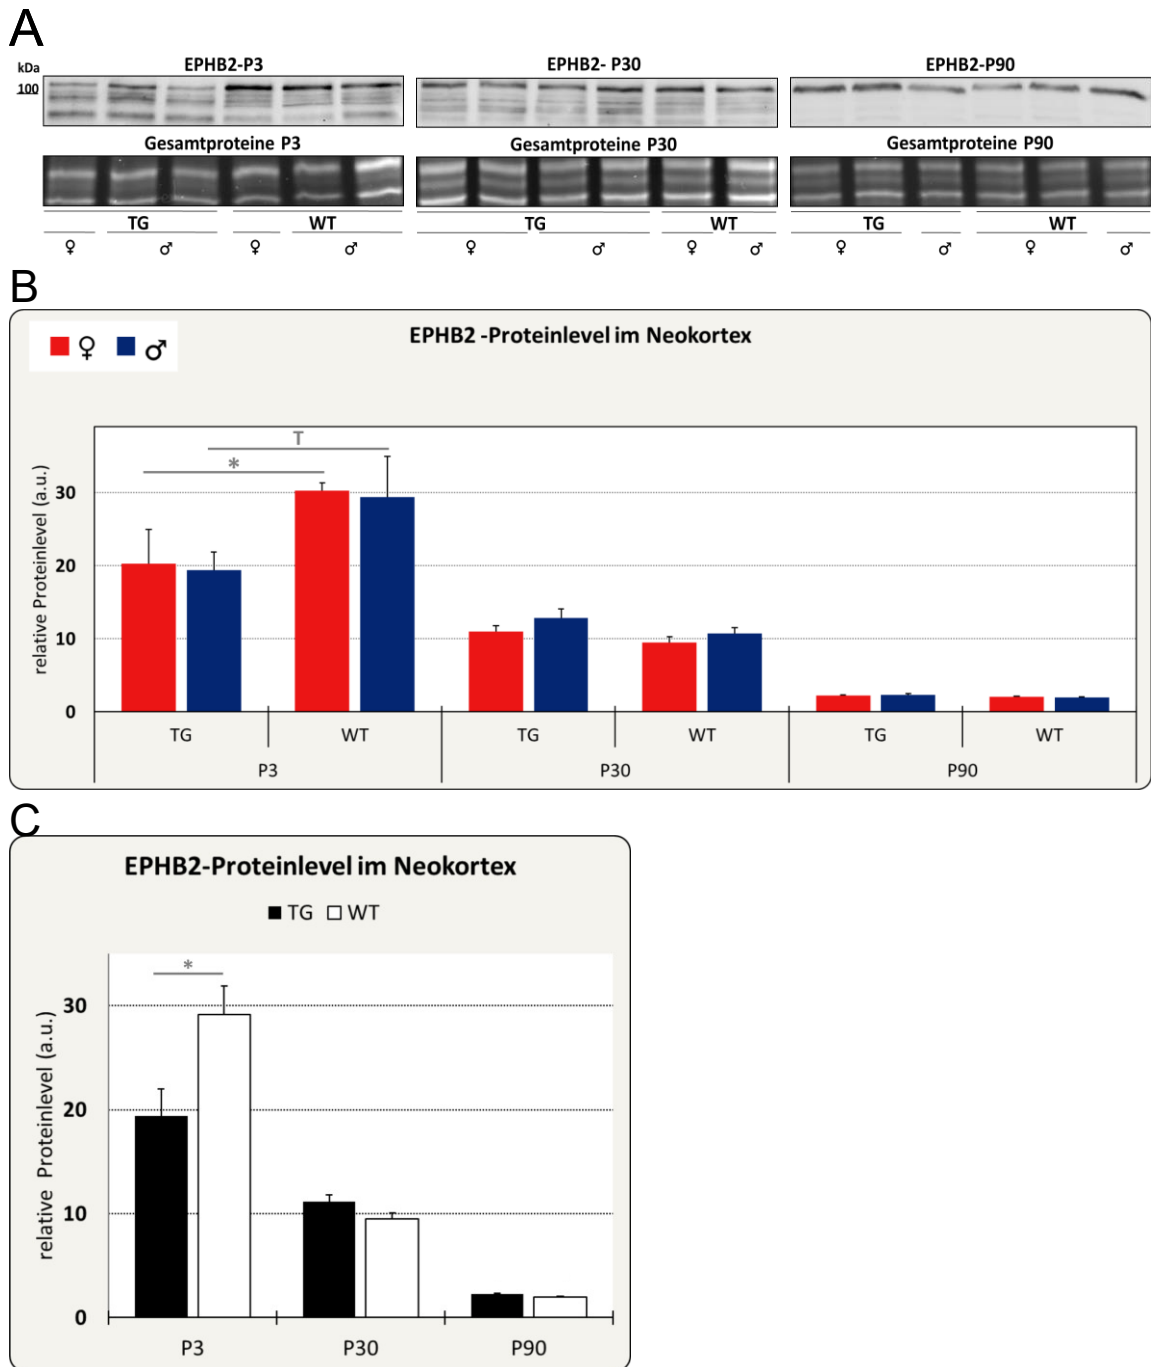 A
EPHB2-P3 EPHB2- P30 EPHB2-P90
kDa
100
Gesamtproteine P3 Gesamtproteine P30 Gesamtproteine P90
TG WT TG WT TG WT
♀ ♂ ♀ ♂ ♀ ♂ ♀ ♂ ♀ ♂ ♀ ♂
B
EPHB2 -Proteinlevel im Neokortex
♀ ♂
relative Proteinlevel (a.u.)
T
*
30
20
10
0
TG WT TG WT TG WT
P3 P30 P90
C
EPHB2-Proteinlevel im Neokortex
TG WT
relative Proteinlevel (a.u.)
*
30
20
10
0
P3 P30 P90